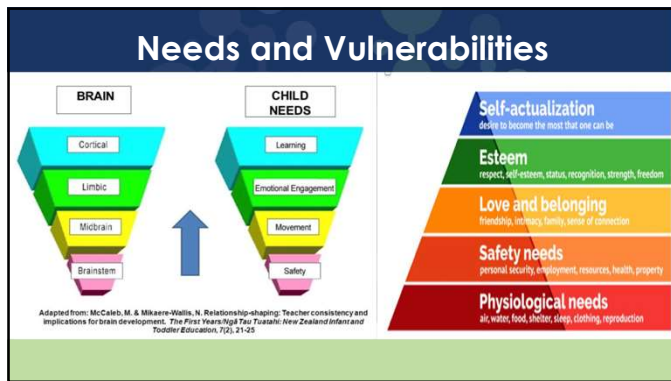 Needs and Vulnerabilities
BRAIN
Cortical
Limbic
Midbrain
Brainstem
CHILD
NEEDS
Learning
Emotional Engagement
Movement
Safety
Adapted from: McCaleb, M. & Mikaere-Wallis, N. Relationship-shaping: Teacher consistency and
implications for brain development. The First Years/Ngā Tau Tuatahi: New Zealand Infant and
Toddler Education, 7(2), 21-25
Self-actualization
desire to become the most that one can be
Esteem
respect, self-esteem, status, recognition, strength, freedom
Love and belonging
friendship, intimacy, family, sense of connection
Safety needs
personal security, employment, resources, health, property
Physiological needs
air, water, food, shelter, sleep, clothing, reproduction